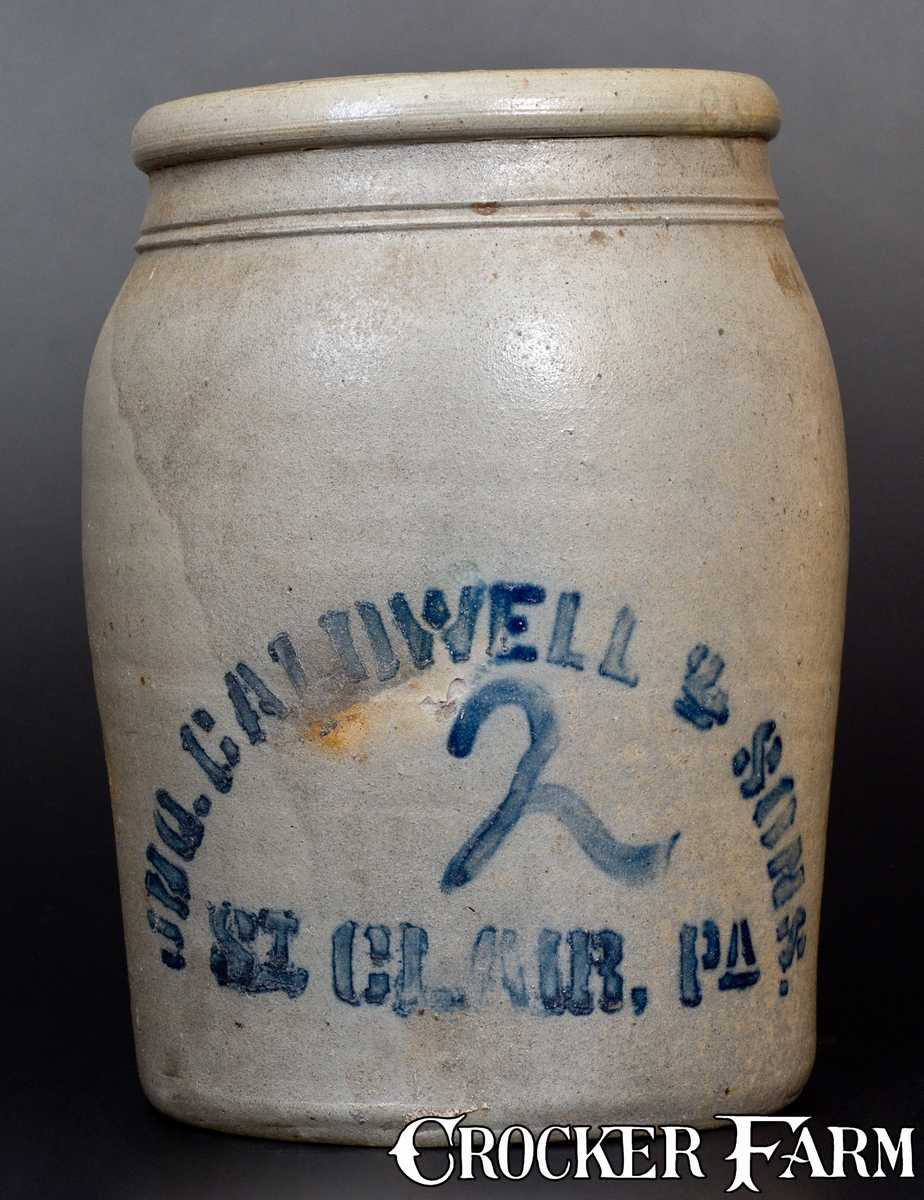 JNO. CALDWELL & SONS.
2
ST CLAIR, PA
CROCKER FARM